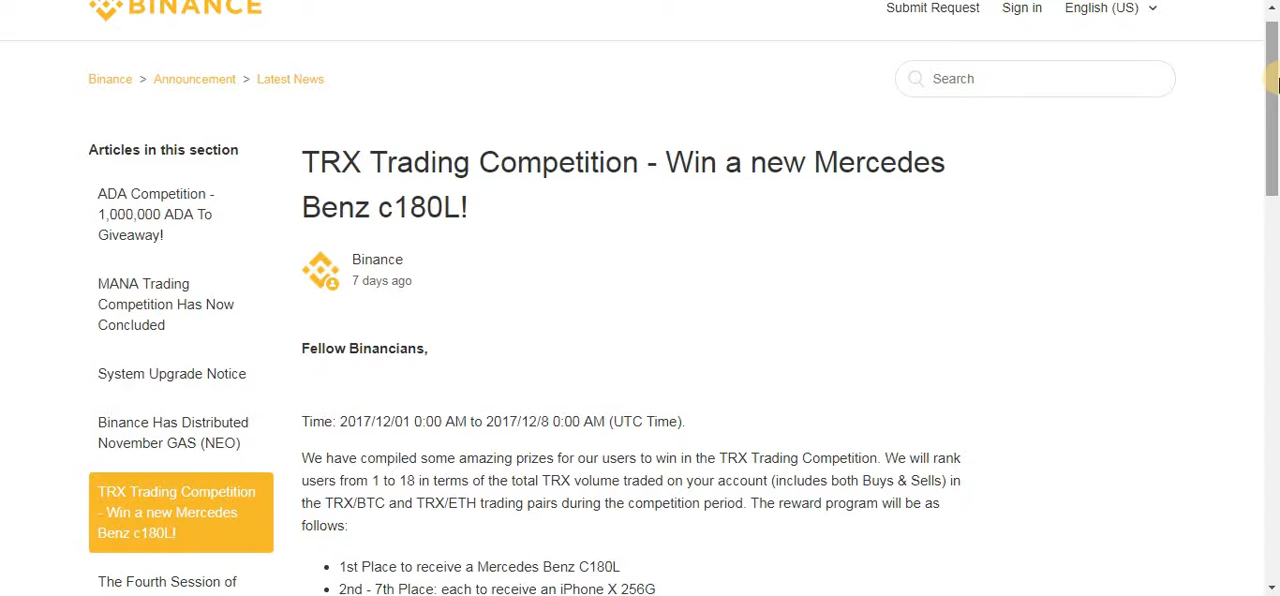 BINANCE
Submit Request Sign in English (US)
Binance > Announcement > Latest News
Search
Articles in this section
ADA Competition -
1,000,000 ADA To
Giveaway!
MANA Trading
Competition Has Now
Concluded
System Upgrade Notice
Binance Has Distributed
November GAS (NEO)
TRX Trading Competition
- Win a new Mercedes
Benz c180L!
The Fourth Session of
TRX Trading Competition - Win a new Mercedes
Benz c180L!
Binance
7 days ago
Fellow Binancians,
Time: 2017/12/01 0:00 AM to 2017/12/8 0:00 AM (UTC Time).
We have compiled some amazing prizes for our users to win in the TRX Trading Competition. We will rank
users from 1 to 18 in terms of the total TRX volume traded on your account (includes both Buys & Sells) in
the TRX/BTC and TRX/ETH trading pairs during the competition period. The reward program will be as
follows:
• 1st Place to receive a Mercedes Benz C180L
• 2nd - 7th Place: each to receive an iPhone X 256G